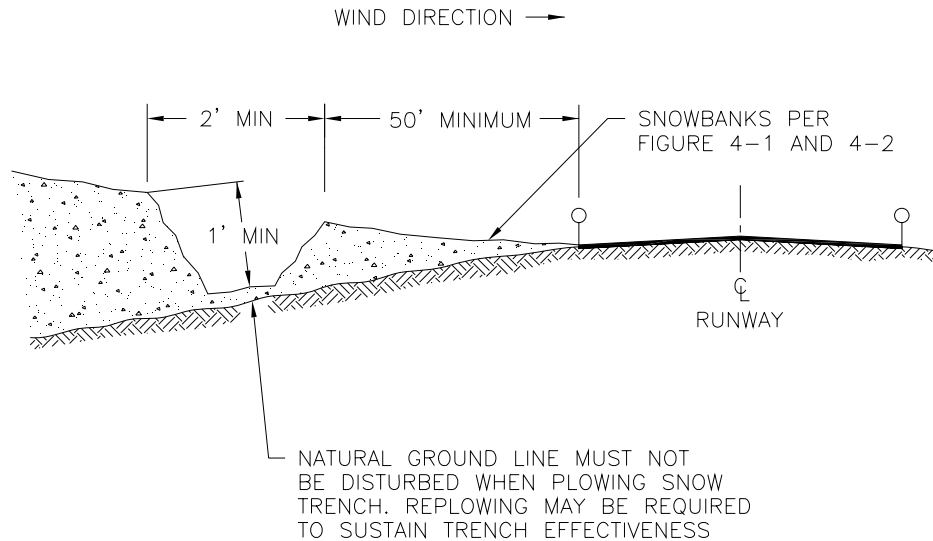 WIND DIRECTION
2' MIN
50' MINIMUM
SNOWBANKS PER
FIGURE 4-1 AND 4-2
1' MIN
℄
RUNWAY
NATURAL GROUND LINE MUST NOT
BE DISTURBED WHEN PLOWING SNOW
TRENCH. REPLOWING MAY BE REQUIRED
TO SUSTAIN TRENCH EFFECTIVENESS